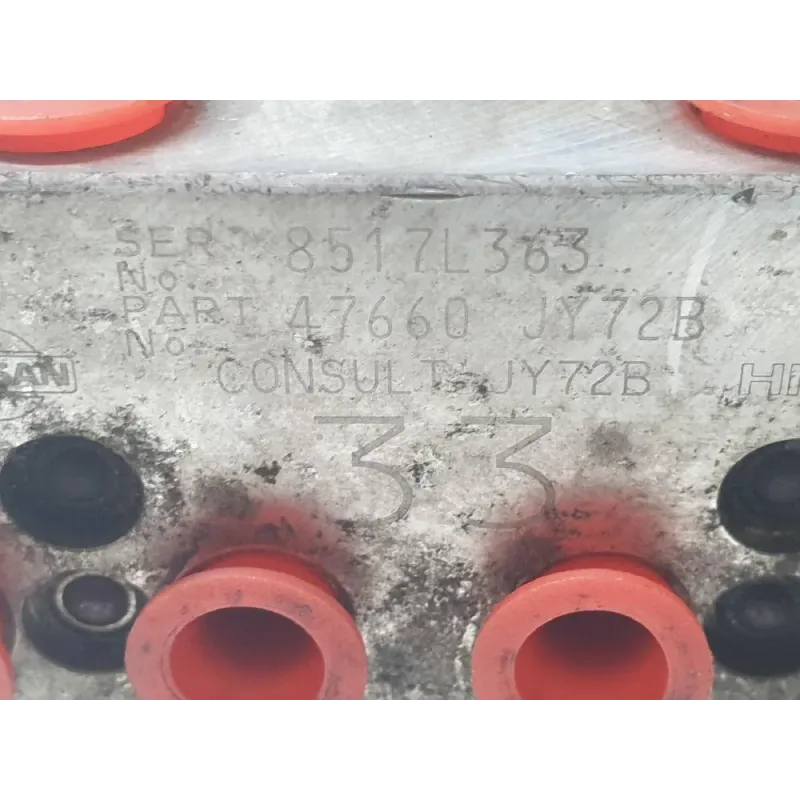 SER 8517L363
No
PART 47660 JY72B
No
CONSULT JY72B
33